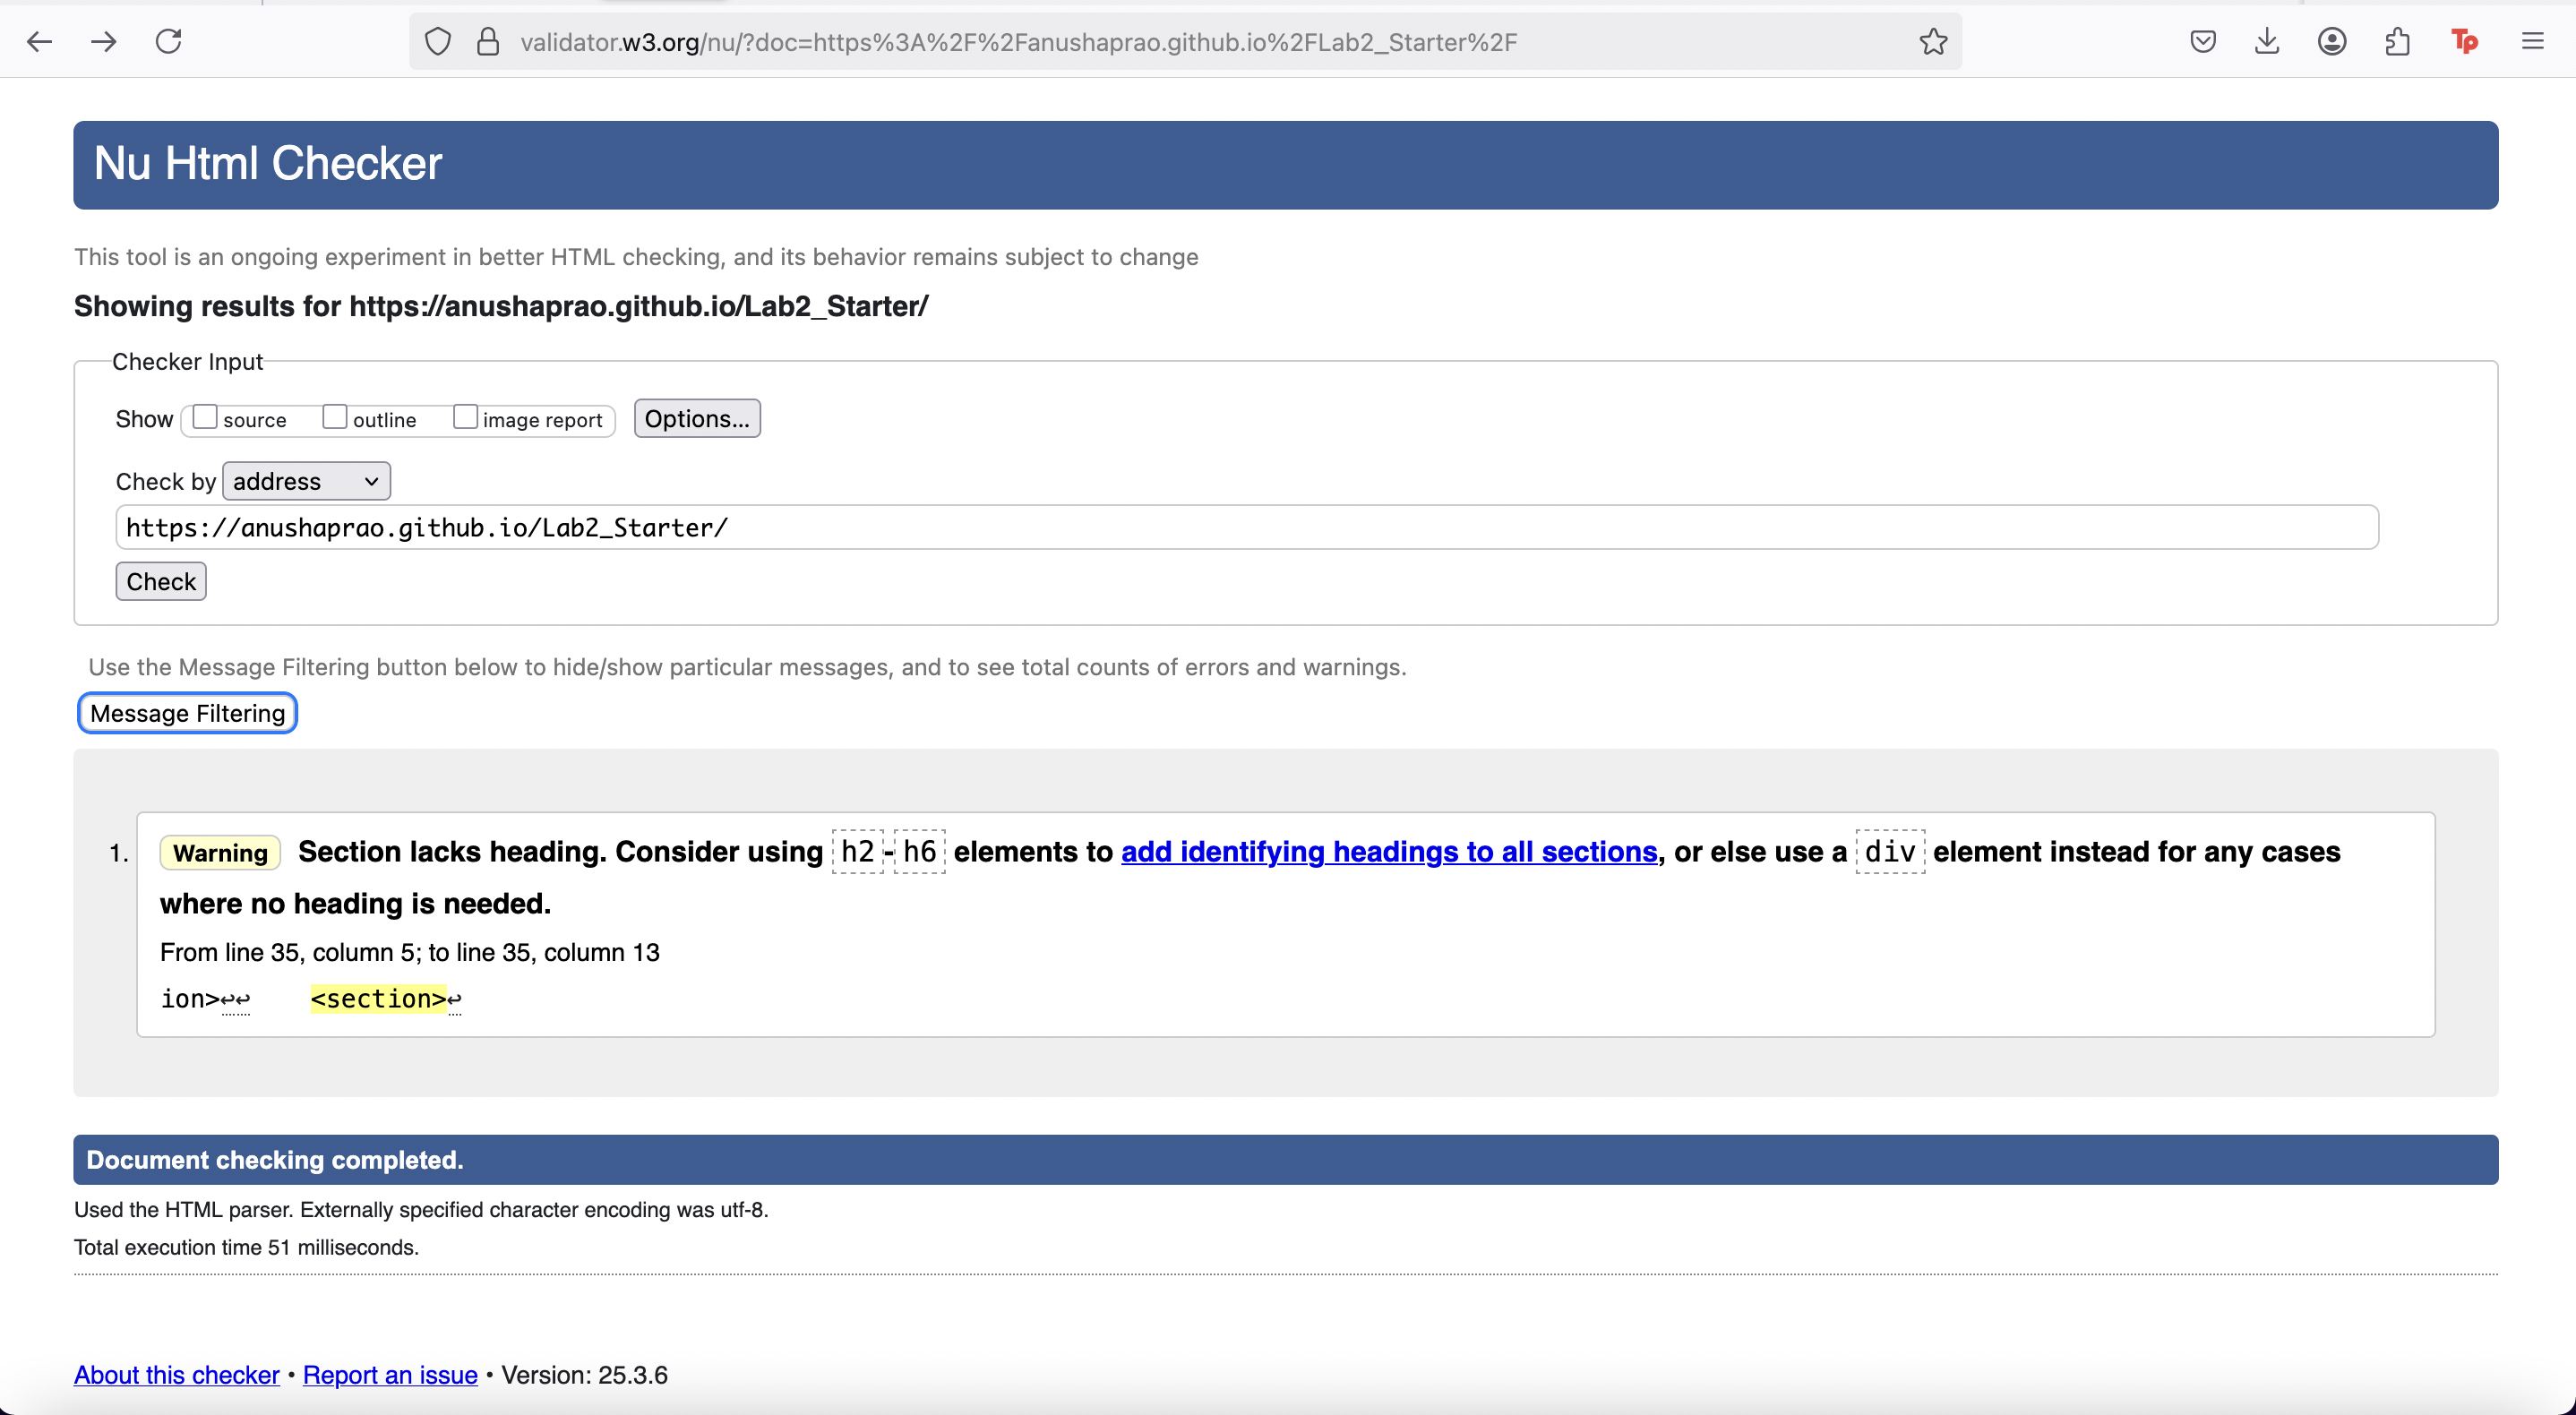 validator.w3.org/nu/?doc=https%3A%2F%2Fanushaprao.github.io%2FLab2_Starter%2F
Tp
Nu Html Checker
This tool is an ongoing experiment in better HTML checking, and its behavior remains subject to change
Showing results for https://anushaprao.github.io/Lab2_Starter/
Checker Input
Show source outline image report Options...
Check by address
https://anushaprao.github.io/Lab2_Starter/
Check
Use the Message Filtering button below to hide/show particular messages, and to see total counts of errors and warnings.
Message Filtering
1. Warning Section lacks heading. Consider using h2-h6 elements to add identifying headings to all sections, or else use a div element instead for any cases
where no heading is needed.
From line 35, column 5; to line 35, column 13
ion>↩↩    <section>↩
Document checking completed.
Used the HTML parser. Externally specified character encoding was utf-8.
Total execution time 51 milliseconds.
About this checker • Report an issue • Version: 25.3.6